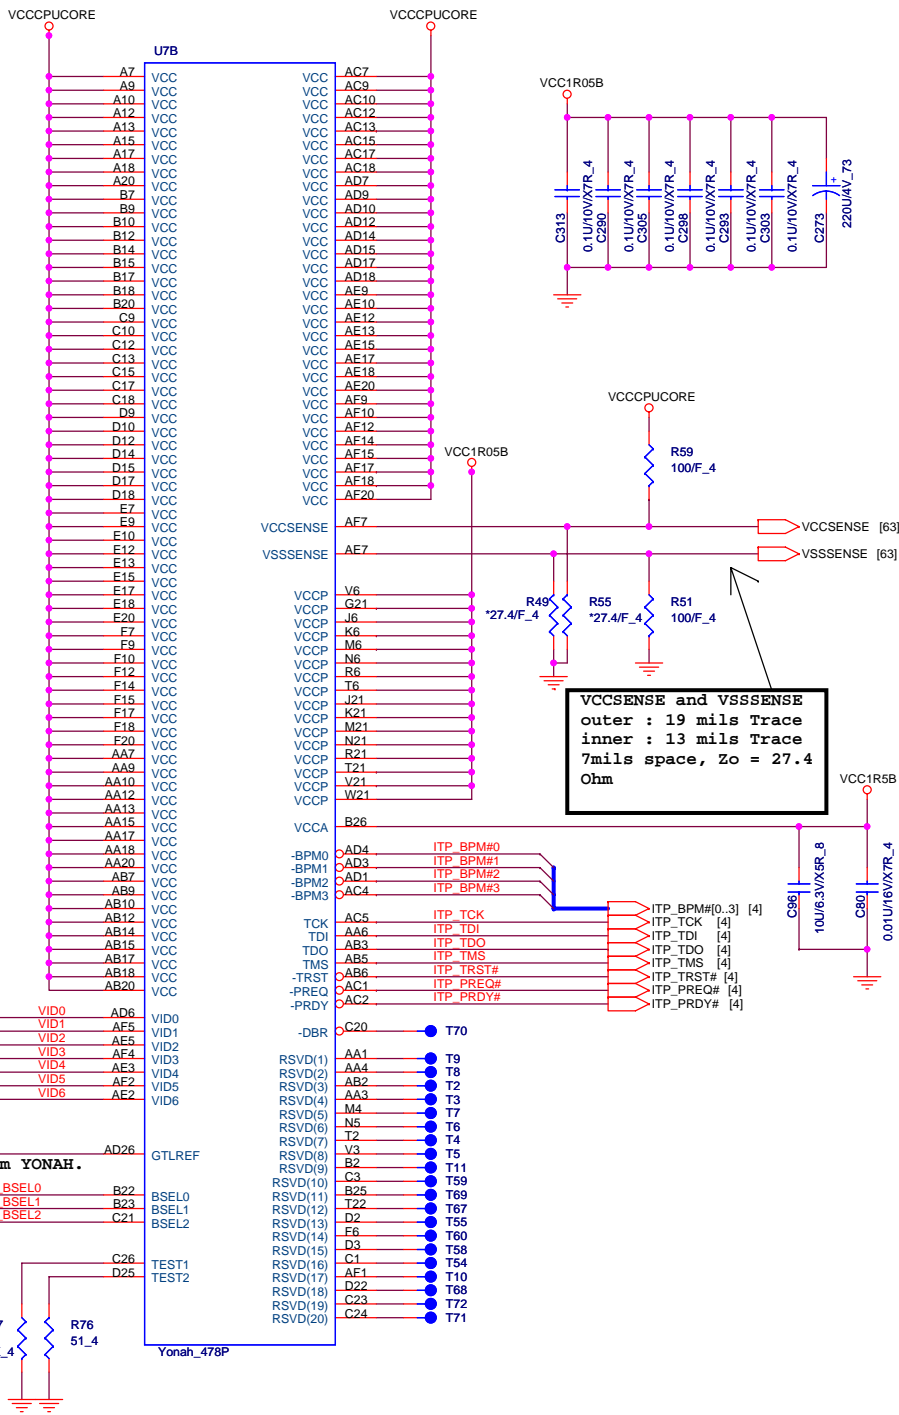 VCCCPUCORE
VCCCPUCORE
U7B
A7 VCC VCC AC7
A9 VCC VCC AC9
A10 VCC VCC AC10
A12 VCC VCC AC12
A13 VCC VCC AC13
A15 VCC VCC AC15
A17 VCC VCC AC17
A18 VCC VCC AC18
A20 VCC VCC AD7
B7 VCC VCC AD9
B9 VCC VCC AD10
B10 VCC VCC AD12
B12 VCC VCC AD14
B14 VCC VCC AD15
B15 VCC VCC AD17
B17 VCC VCC AD18
B18 VCC VCC AE9
B20 VCC VCC AE10
C9 VCC VCC AE12
C10 VCC VCC AE13
C12 VCC VCC AE15
C13 VCC VCC AE17
C15 VCC VCC AE18
C17 VCC VCC AE20
C18 VCC VCC AF9
D9 VCC VCC AF10
D10 VCC VCC AF12
D12 VCC VCC AF14
D14 VCC VCC AF15
D15 VCC VCC AF17
D17 VCC VCC AF18
D18 VCC VCC AF20
E7 VCC
E9 VCC VCCSENSE AF7
E10 VCC
E12 VCC VSSSENSE AE7
E13 VCC
E15 VCC
E17 VCC VCCP V6
E18 VCC VCCP G21
E20 VCC VCCP J6
F7 VCC VCCP K6
F9 VCC VCCP M6
F10 VCC VCCP N6
F12 VCC VCCP R6
F14 VCC VCCP T6
F15 VCC VCCP J21
F17 VCC VCCP K21
F18 VCC VCCP M21
F20 VCC VCCP N21
AA7 VCC VCCP R21
AA9 VCC VCCP T21
AA10 VCC VCCP V21
AA12 VCC VCCP W21
AA13 VCC
AA15 VCC VCCA B26
AA17 VCC
AA18 VCC -BPM0 AD4 ITP_BPM#0
AA20 VCC -BPM1 AD3 ITP_BPM#1
AB7 VCC -BPM2 AD1 ITP_BPM#2
AB9 VCC -BPM3 AC4 ITP_BPM#3
AB10 VCC
AB12 VCC TCK AC5 ITP_TCK
AB14 VCC TDI AA6 ITP_TDI
AB15 VCC TDO AB3 ITP_TDO
AB17 VCC TMS AB5 ITP_TMS
AB18 VCC -TRST AB6 ITP_TRST#
AB20 VCC -PREQ AC1 ITP_PREQ#
-PRDY AC2 ITP_PRDY#
VID0 AD6 VID0
VID1 AF5 VID1
VID2 AE5 VID2
VID3 AF4 VID3
VID4 AE3 VID4
VID5 AF2 VID5
VID6 AE2 VID6
-DBR C20 T70
RSVD(1) AA1 T9
RSVD(2) AA4 T8
RSVD(3) AB2 T2
RSVD(4) AA3 T3
RSVD(5) M4 T7
RSVD(6) N5 T6
RSVD(7) T2 T4
RSVD(8) V3 T5
RSVD(9) B2 T11
RSVD(10) C3 T59
RSVD(11) B25 T69
RSVD(12) T22 T67
RSVD(13) D2 T55
RSVD(14) F6 T60
RSVD(15) D3 T58
RSVD(16) C1 T54
RSVD(17) AF1 T10
RSVD(18) D22 T68
RSVD(19) C23 T72
RSVD(20) C24 T71
AD26 GTLREF
YONAH.
BSEL0 B22 BSEL0
BSEL1 B23 BSEL1
BSEL2 C21 BSEL2
C26 TEST1
D25 TEST2
R76
51_4
Yonah_478P
VCC1R05B
C313 0.1U/10V/X7R_4
C290 0.1U/10V/X7R_4
C305 0.1U/10V/X7R_4
C298 0.1U/10V/X7R_4
C293 0.1U/10V/X7R_4
C303 0.1U/10V/X7R_4
+
C273 220U/4V_73
VCCCPUCORE
R59
100/F_4
VCC1R05B
VCCSENSE [63]
VSSSENSE [63]
R49
*27.4/F_4
R55
*27.4/F_4
R51
100/F_4
VCCSENSE and VSSSENSE
outer : 19 mils Trace
inner : 13 mils Trace
7mils space, Zo = 27.4
Ohm
VCC1R5B
C96 10U/6.3V/X5R_8
C80 0.01U/16V/X7R_4
ITP_BPM#[0..3] [4]
ITP_TCK [4]
ITP_TDI [4]
ITP_TDO [4]
ITP_TMS [4]
ITP_TRST# [4]
ITP_PREQ# [4]
ITP_PRDY# [4]